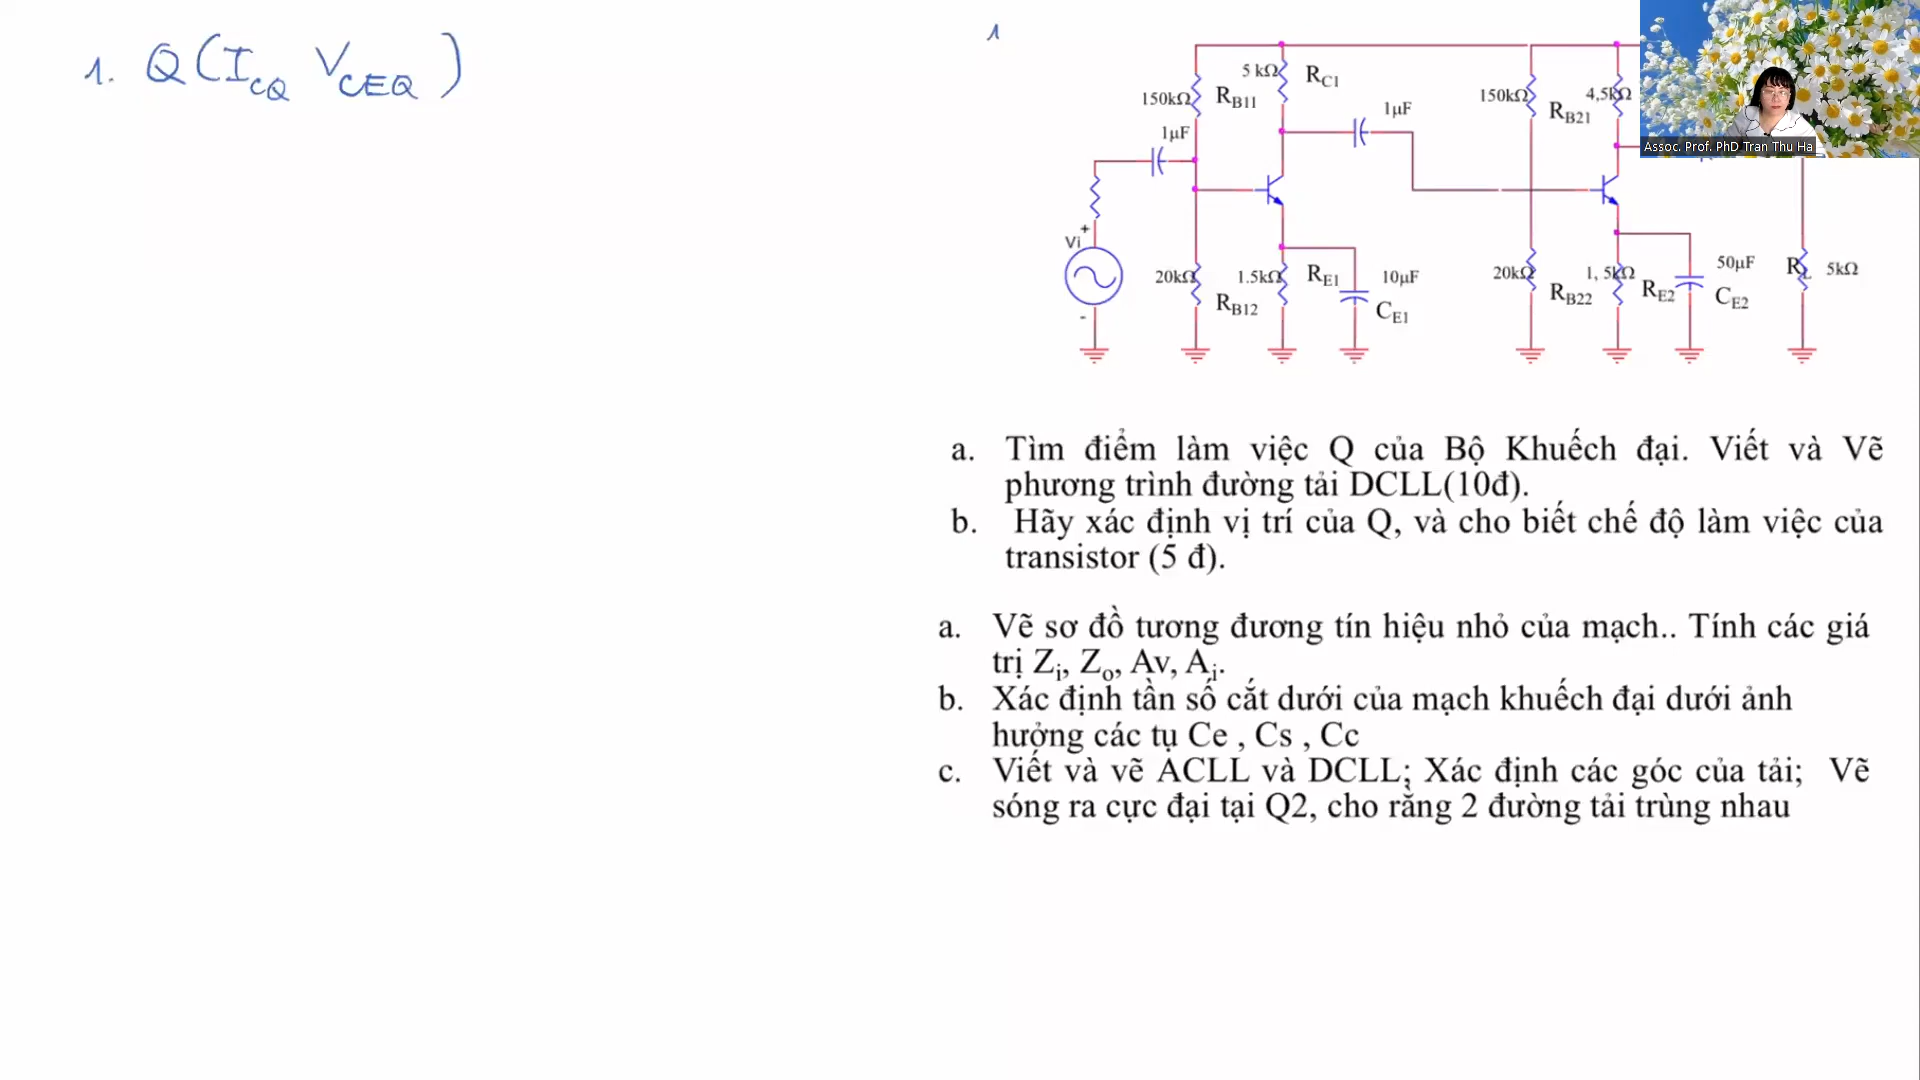 1. Q (I_CQ V_CEQ)
1
5 kΩ
R_C1
150kΩ
R_B11
1µF
1µF
150kΩ
R_B21
4,5kΩ
Assoc. Prof. PhD Tran Thu Ha
Vi
+
-
20kΩ
R_B12
1.5kΩ
R_E1
10µF
C_E1
20kΩ
R_B22
1, 5kΩ
R_E2
50µF
C_E2
R_L
5kΩ
a. Tìm điểm làm việc Q của Bộ Khuếch đại. Viết và Vẽ
phương trình đường tải DCLL(10đ).
b. Hãy xác định vị trí của Q, và cho biết chế độ làm việc của
transistor (5 đ).
a. Vẽ sơ đồ tương đương tín hiệu nhỏ của mạch.. Tính các giá
trị Z_i, Z_o, Av, A_i.
b. Xác định tần số cắt dưới của mạch khuếch đại dưới ảnh
hưởng các tụ Ce , Cs , Cc
c. Viết và vẽ ACLL và DCLL; Xác định các góc của tải; Vẽ
sóng ra cực đại tại Q2, cho rằng 2 đường tải trùng nhau